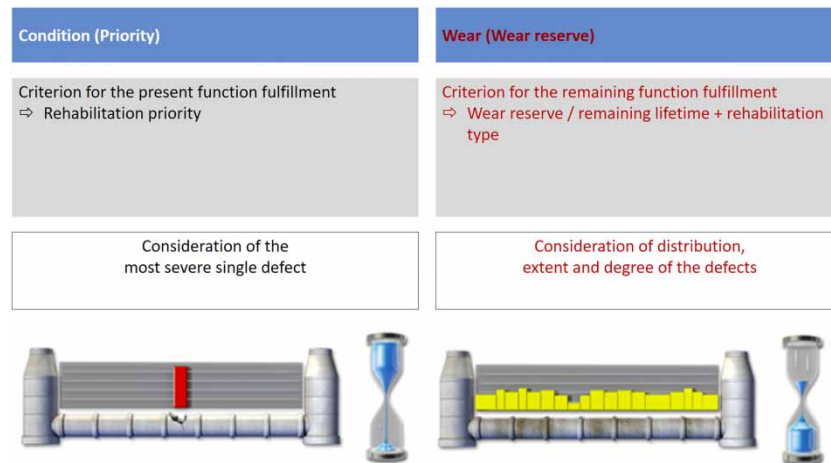 Condition (Priority)
Wear (Wear reserve)
Criterion for the present function fulfillment
⇨ Rehabilitation priority
Criterion for the remaining function fulfillment
⇨ Wear reserve / remaining lifetime + rehabilitation
type
Consideration of the
most severe single defect
Consideration of distribution,
extent and degree of the defects